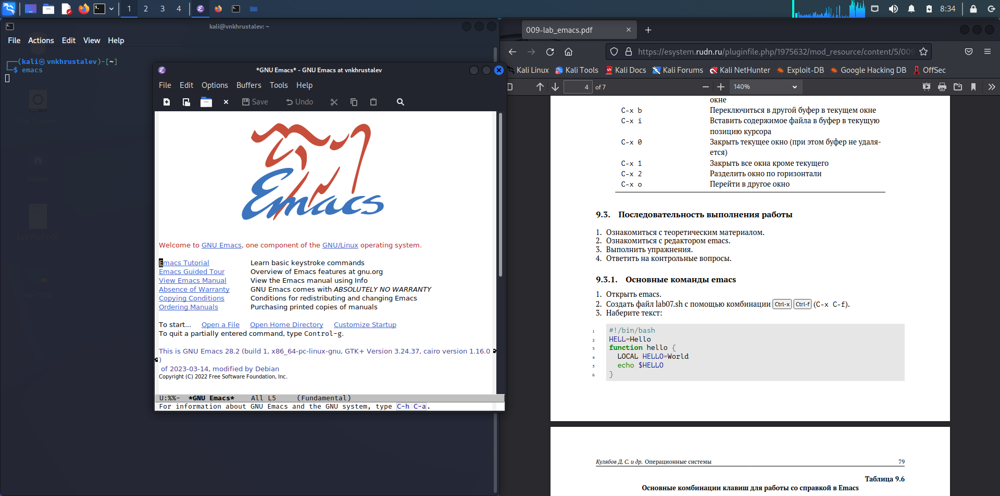 1
2
3
4
8:34
kali@vnkhrustalev: ~
File Actions Edit View Help
┌──(kali㉿vnkhrustalev)-[~]
└─$ emacs
File System
Home
LabVlad.pdf
os-intro
*GNU Emacs* - GNU Emacs at vnkhrustalev
File Edit Options Buffers Tools Help
Save Undo
Emacs
Welcome to GNU Emacs, one component of the GNU/Linux operating system.
Emacs Tutorial Learn basic keystroke commands
Emacs Guided Tour Overview of Emacs features at gnu.org
View Emacs Manual View the Emacs manual using Info
Absence of Warranty GNU Emacs comes with ABSOLUTELY NO WARRANTY
Copying Conditions Conditions for redistributing and changing Emacs
Ordering Manuals Purchasing printed copies of manuals
To start... Open a File Open Home Directory Customize Startup
To quit a partially entered command, type Control-g.
This is GNU Emacs 28.2 (build 1, x86_64-pc-linux-gnu, GTK+ Version 3.24.37, cairo version 1.16.0
)
of 2023-03-14, modified by Debian
Copyright (C) 2022 Free Software Foundation, Inc.
U:%%- *GNU Emacs* All L5 (Fundamental)
For information about GNU Emacs and the GNU system, type C-h C-a.
009-lab_emacs.pdf
https://esystem.rudn.ru/pluginfile.php/1975632/mod_resource/content/5/009
Kali Linux Kali Tools Kali Docs Kali Forums Kali NetHunter Exploit-DB Google Hacking DB OffSec
4 of 7 140%
окне
C-x b Переключиться в другой буфер в текущем окне
C-x i Вставить содержимое файла в буфер в текущую
позицию курсора
C-x 0 Закрыть текущее окно (при этом буфер не удаля-
ется)
C-x 1 Закрыть все окна кроме текущего
C-x 2 Разделить окно по горизонтали
C-x o Перейти в другое окно
9.3. Последовательность выполнения работы
1. Ознакомиться с теоретическим материалом.
2. Ознакомиться с редактором emacs.
3. Выполнить упражнения.
4. Ответить на контрольные вопросы.
9.3.1. Основные команды emacs
1. Открыть emacs.
2. Создать файл lab07.sh с помощью комбинации Ctrl-x Ctrl-f (C-x C-f).
3. Наберите текст:
1 #!/bin/bash
2 HELL=Hello
3 function hello {
4 LOCAL HELLO=World
5 echo $HELLO
6 }
Кулябов Д. С. и др. Операционные системы 79
Таблица 9.6
Основные комбинации клавиш для работы со справкой в Emacs